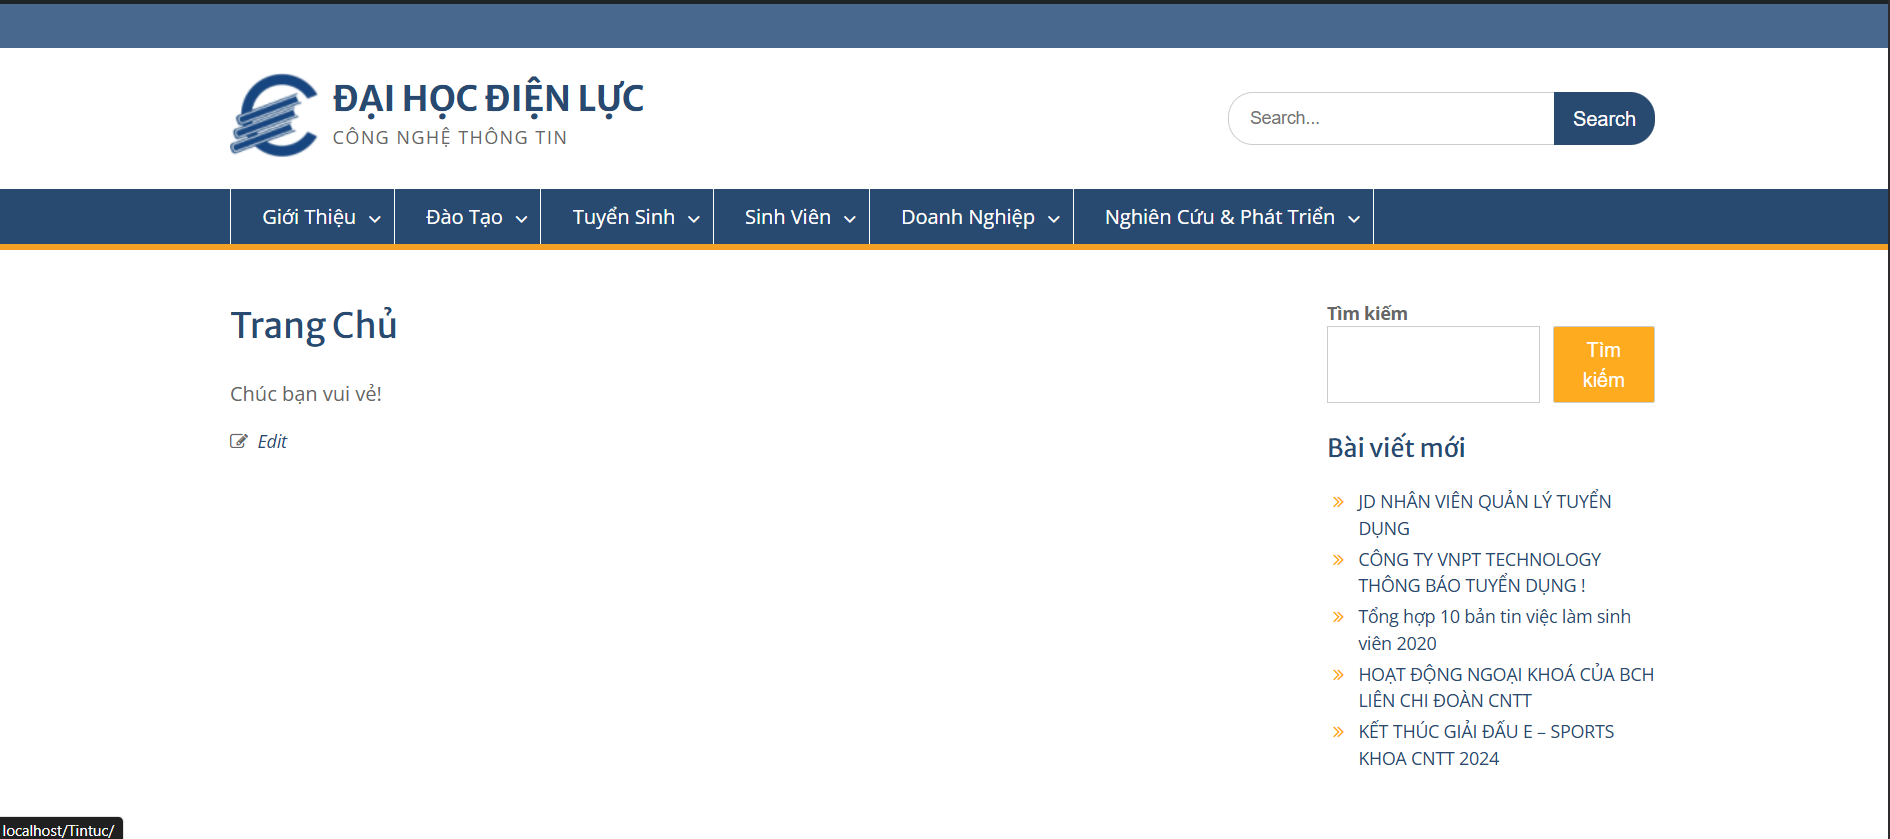 ĐẠI HỌC ĐIỆN LỰC
CÔNG NGHỆ THÔNG TIN
Search...
Search
Giới Thiệu
Đào Tạo
Tuyển Sinh
Sinh Viên
Doanh Nghiệp
Nghiên Cứu & Phát Triển
Trang Chủ
Chúc bạn vui vẻ!
Edit
Tìm kiếm
Tìm
kiếm
Bài viết mới
JD NHÂN VIÊN QUẢN LÝ TUYỂN
DỤNG
CÔNG TY VNPT TECHNOLOGY
THÔNG BÁO TUYỂN DỤNG !
Tổng hợp 10 bản tin việc làm sinh
viên 2020
HOẠT ĐỘNG NGOẠI KHOÁ CỦA BCH
LIÊN CHI ĐOÀN CNTT
KẾT THÚC GIẢI ĐẤU E – SPORTS
KHOA CNTT 2024
localhost/Tintuc/